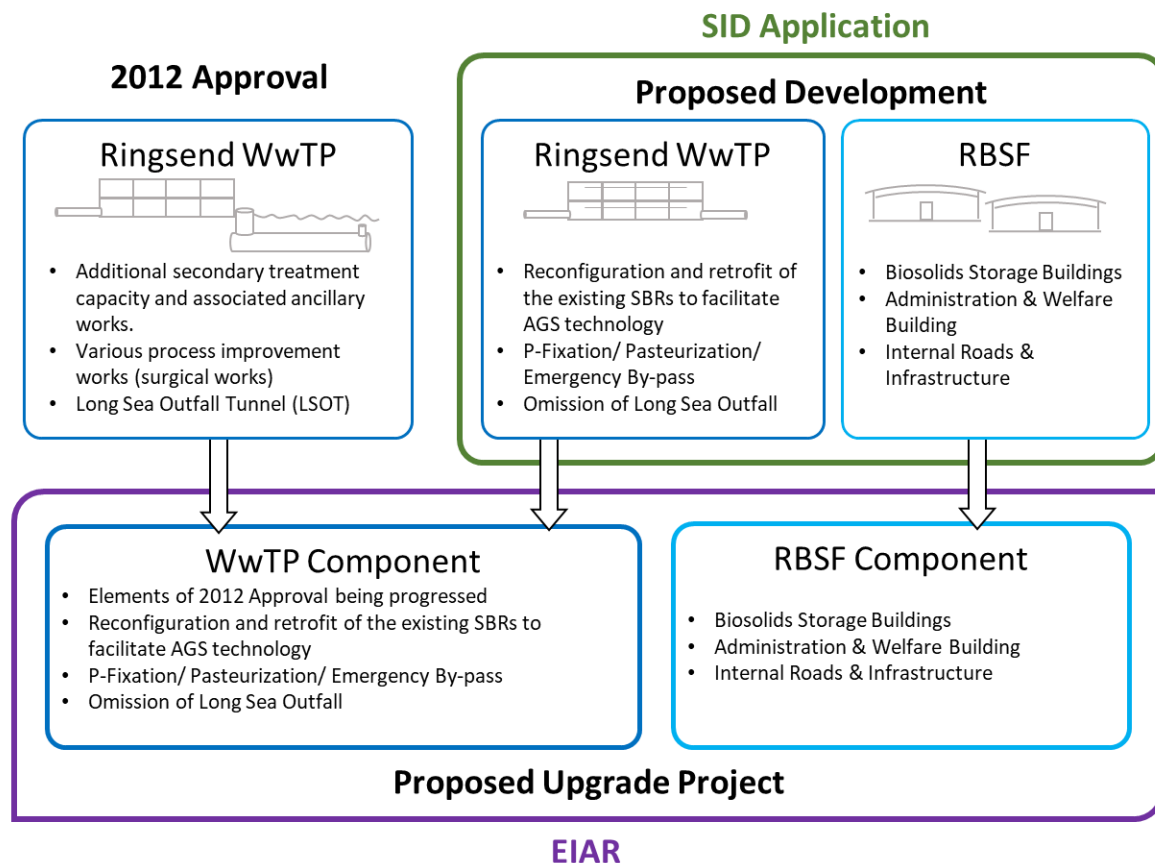 SID Application
2012 Approval
Proposed Development
Ringsend WwTP
• Additional secondary treatment
capacity and associated ancillary
works.
• Various process improvement
works (surgical works)
• Long Sea Outfall Tunnel (LSOT)
Ringsend WwTP
• Reconfiguration and retrofit of
the existing SBRs to facilitate
AGS technology
• P-Fixation/ Pasteurization/
Emergency By-pass
• Omission of Long Sea Outfall
RBSF
• Biosolids Storage Buildings
• Administration & Welfare
Building
• Internal Roads &
Infrastructure
WwTP Component
• Elements of 2012 Approval being progressed
• Reconfiguration and retrofit of the existing SBRs to
facilitate AGS technology
• P-Fixation/ Pasteurization/ Emergency By-pass
• Omission of Long Sea Outfall
RBSF Component
• Biosolids Storage Buildings
• Administration & Welfare Building
• Internal Roads & Infrastructure
Proposed Upgrade Project
EIAR